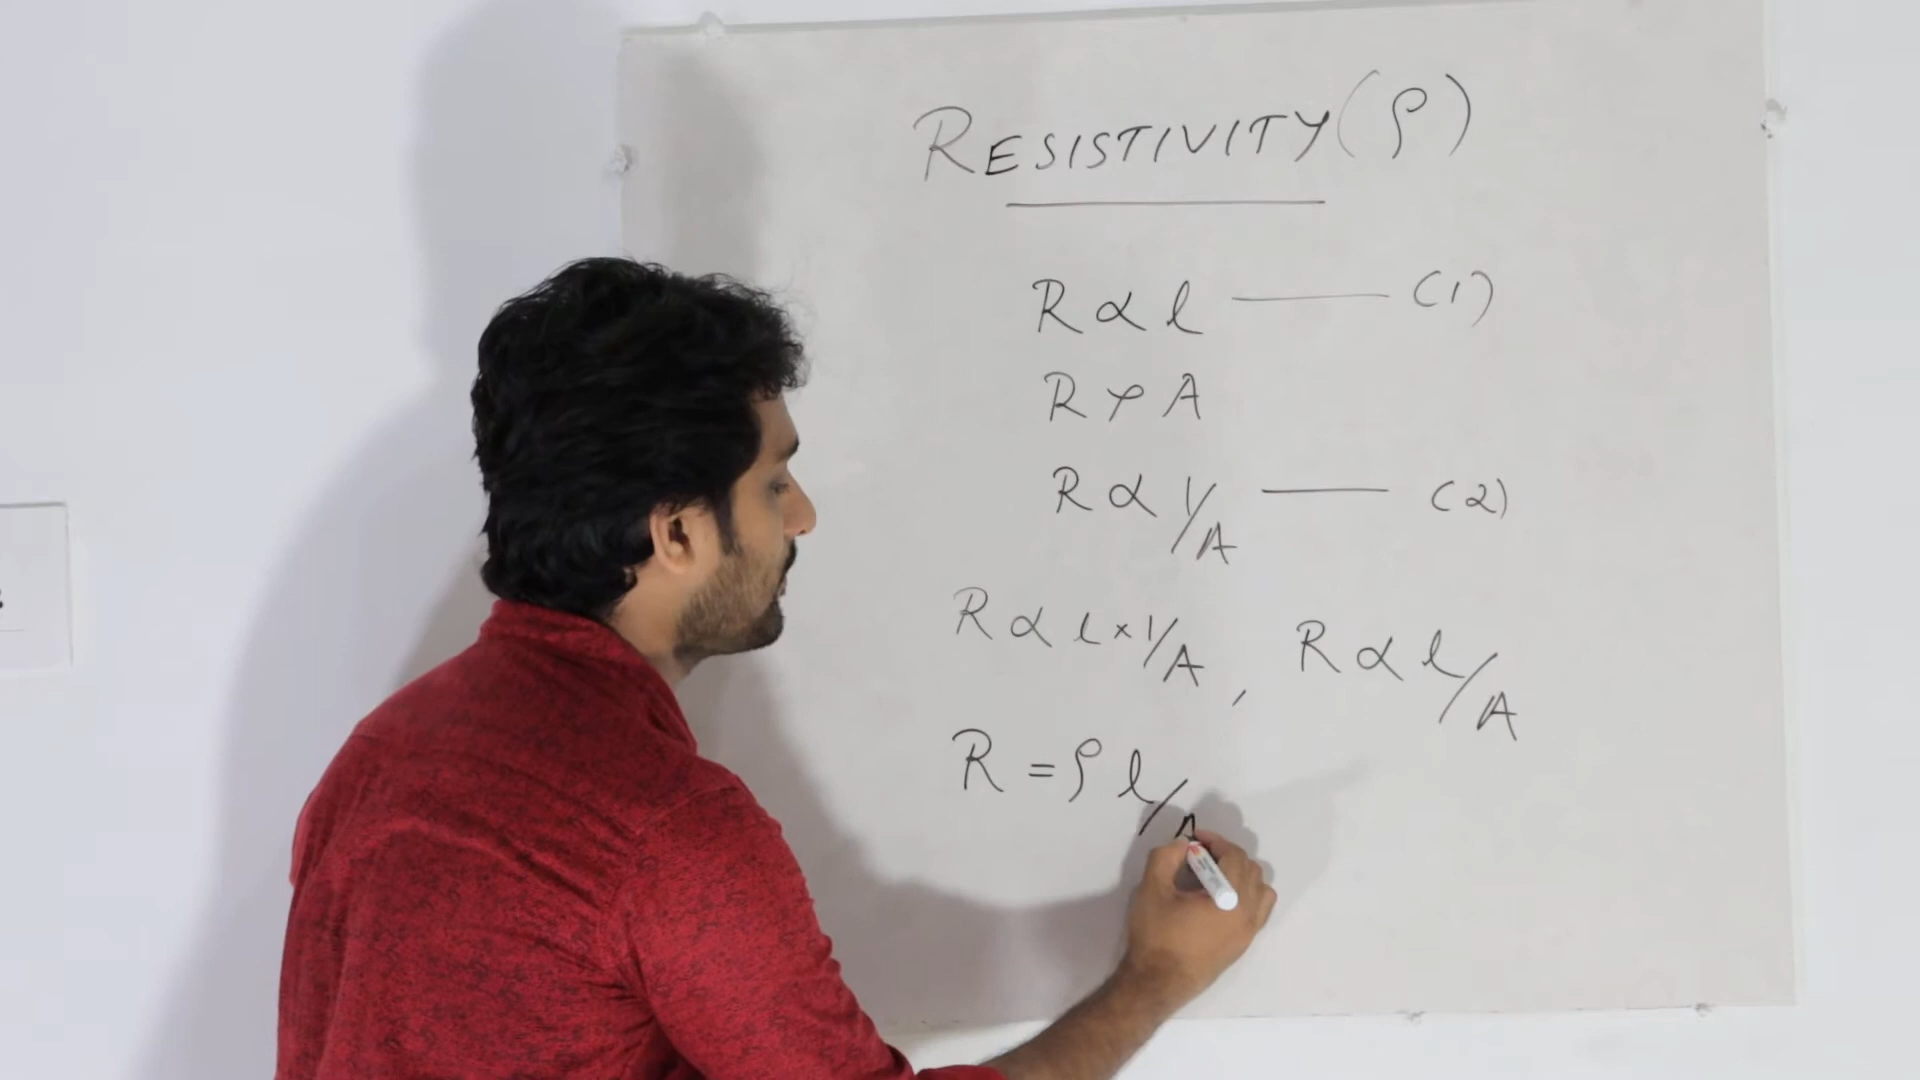 RESISTIVITY (ρ)
R ∝ l —— (1)
R ∝ A
R ∝ 1/A —— (2)
R ∝ l × 1/A , R ∝ l/A
R = ρ l/A